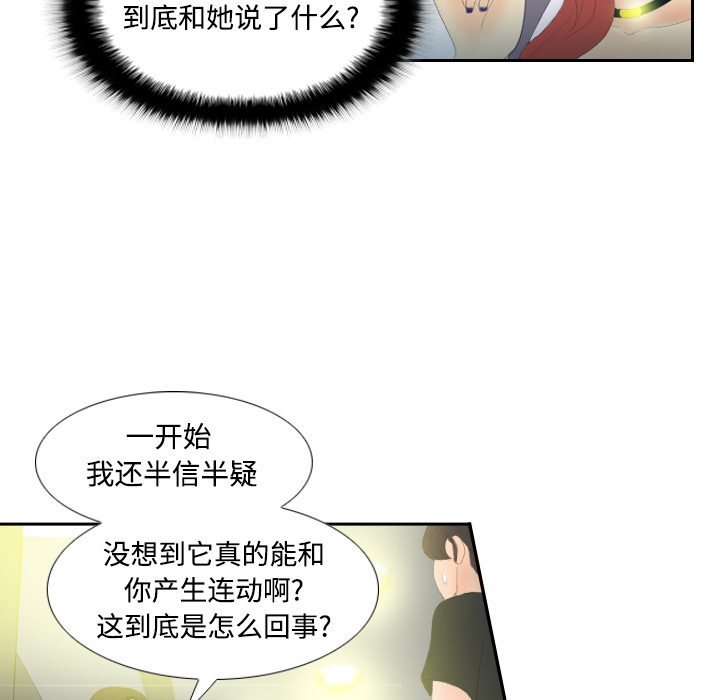 到底和她说了什么?
一开始
我还半信半疑
没想到它真的能和
你产生连动啊?
这到底是怎么回事?